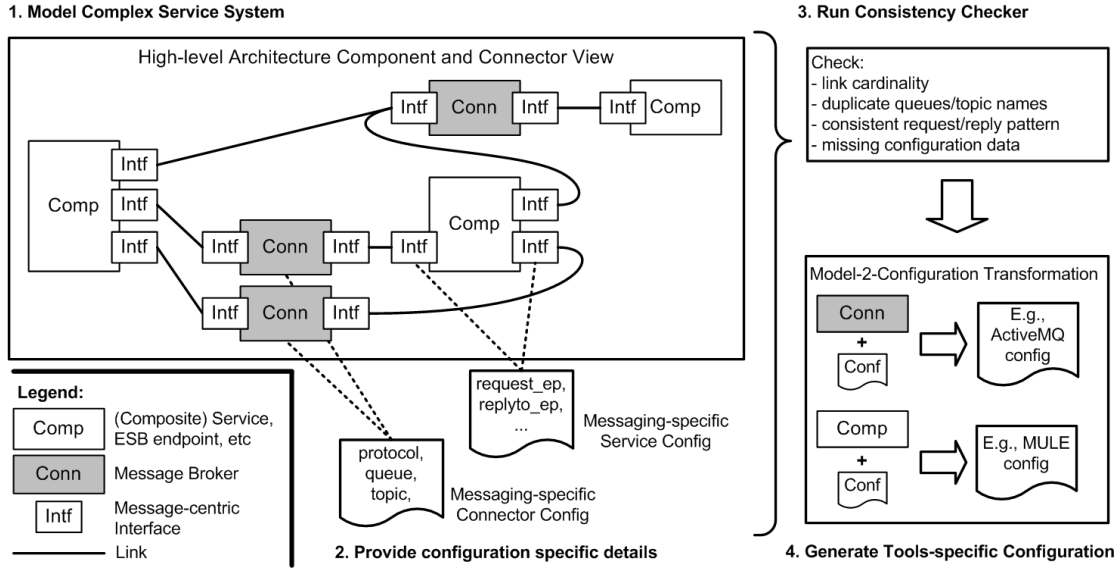 1. Model Complex Service System
High-level Architecture Component and Connector View
Intf
Conn
Intf
Intf
Comp
Intf
Comp
Intf
Intf
Intf
Conn
Intf
Intf
Comp
Intf
Intf
Intf
Conn
Intf
Legend:
Comp
(Composite) Service,
ESB endpoint, etc
Conn
Message Broker
Intf
Message-centric
Interface
Link
protocol,
queue,
topic,
Messaging-specific
Connector Config
request_ep,
replyto_ep,
...
Messaging-specific
Service Config
2. Provide configuration specific details
3. Run Consistency Checker
Check:
- link cardinality
- duplicate queues/topic names
- consistent request/reply pattern
- missing configuration data
Model-2-Configuration Transformation
Conn
+
Conf
E.g.,
ActiveMQ
config
Comp
+
Conf
E.g., MULE
config
4. Generate Tools-specific Configuration